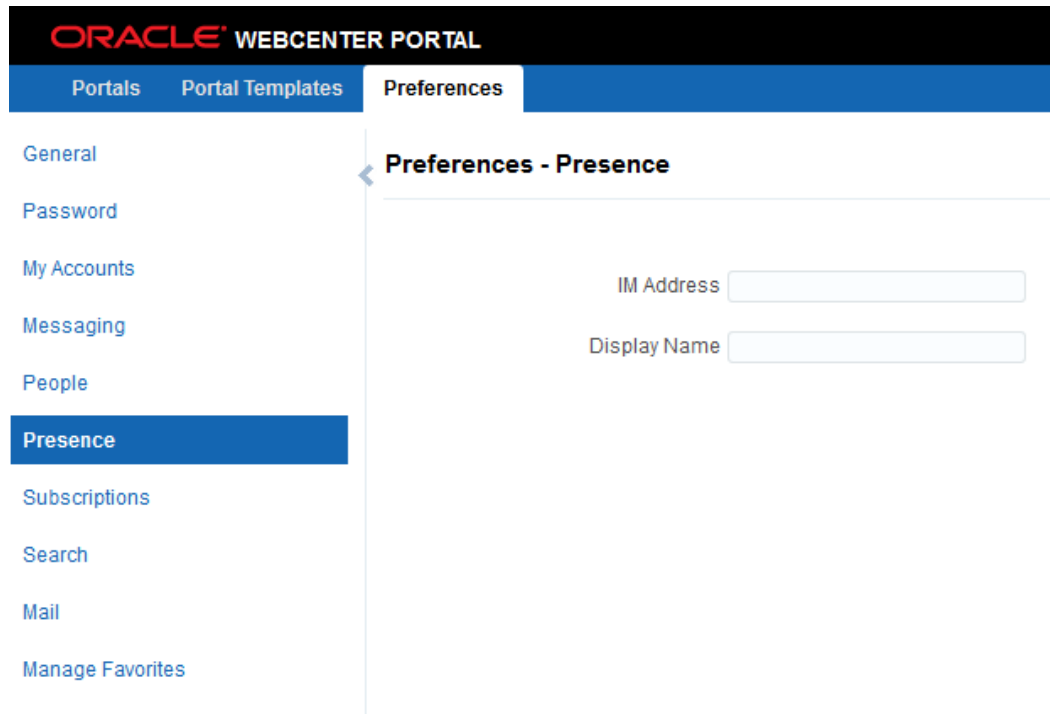 ORACLE WEBCENTER PORTAL
Portals Portal Templates Preferences
General
Password
My Accounts
Messaging
People
Presence
Subscriptions
Search
Mail
Manage Favorites
Preferences - Presence
IM Address
Display Name